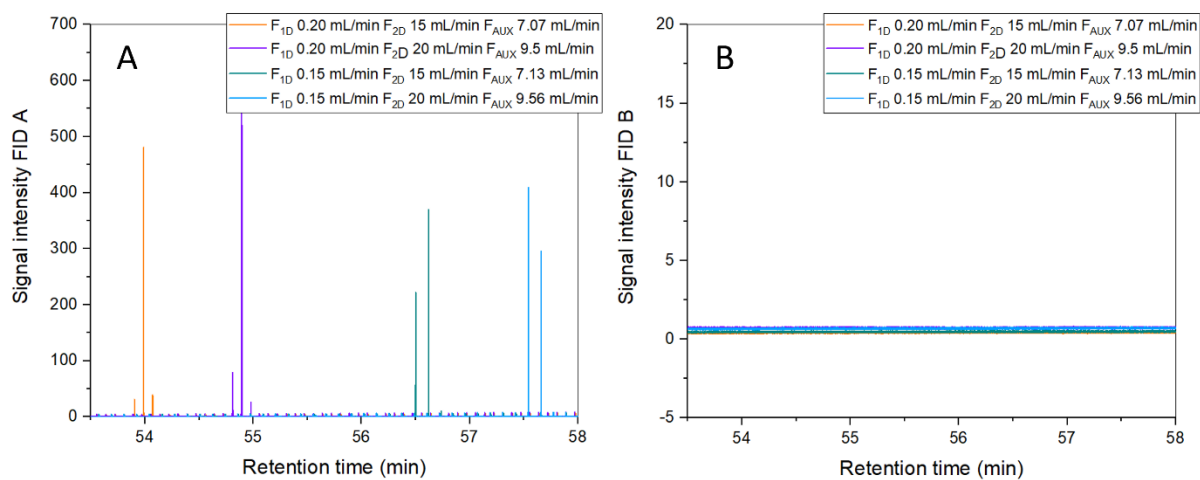 A
F1D 0.20 mL/min F2D 15 mL/min FAUX 7.07 mL/min
F1D 0.20 mL/min F2D 20 mL/min FAUX 9.5 mL/min
F1D 0.15 mL/min F2D 15 mL/min FAUX 7.13 mL/min
F1D 0.15 mL/min F2D 20 mL/min FAUX 9.56 mL/min
Signal intensity FID A
700
600
500
400
300
200
100
0
54 55 56 57 58
Retention time (min)
B
F1D 0.20 mL/min F2D 15 mL/min FAUX 7.07 mL/min
F1D 0.20 mL/min F2D 20 mL/min FAUX 9.5 mL/min
F1D 0.15 mL/min F2D 15 mL/min FAUX 7.13 mL/min
F1D 0.15 mL/min F2D 20 mL/min FAUX 9.56 mL/min
Signal intensity FID B
20
15
10
5
0
-5
54 55 56 57 58
Retention time (min)